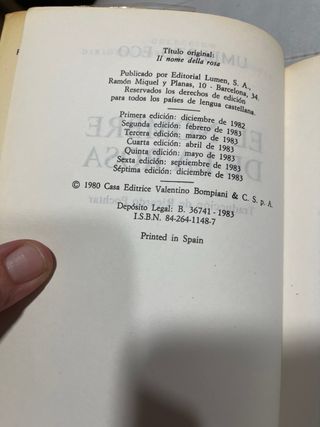 Título original:
Il nome della rosa
Publicado por Editorial Lumen, S. A.,
Ramón Miquel y Planas, 10 - Barcelona, 34.
Reservados los derechos de edición
para todos los países de lengua castellana.
Primera edición: diciembre de 1982
Segunda edición: febrero de 1983
Tercera edición: marzo de 1983
Cuarta edición: abril de 1983
Quinta edición: mayo de 1983
Sexta edición: septiembre de 1983
Séptima edición: diciembre de 1983
© 1980 Casa Editrice Valentino Bompiani & C. S. p. A.
Depósito Legal: B. 36741 - 1983
I.S.B.N. 84-264-1148-7
Printed in Spain